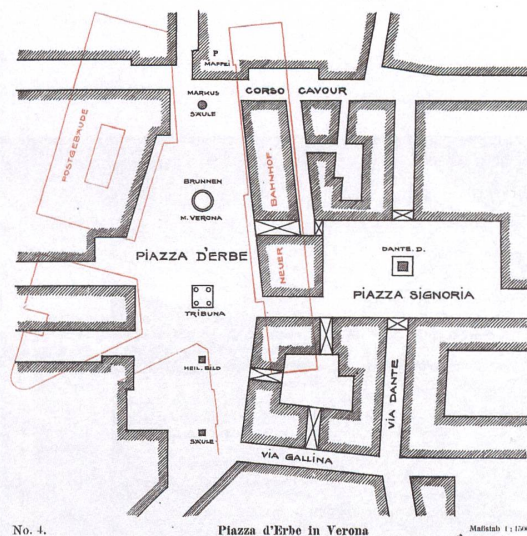 P
MAFFEI
MARKUS
SÄULE
CORSO CAVOUR
POSTGEBÄUDE
BAHNHOF.
BRUNNEN
M. VERONA
PIAZZA D'ERBE
NEUER
DANTE. D.
PIAZZA SIGNORIA
TRIBUNA
HEIL. BILD
VIA DANTE
SÄULE
VIA GALLINA
No. 4.
Piazza d'Erbe in Verona
Maßstab 1:1500